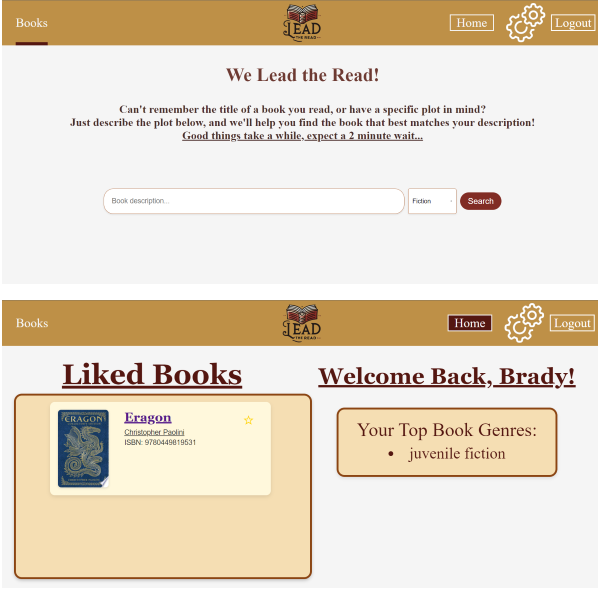 Books
LEAD
THE READ
Home
Logout
We Lead the Read!
Can't remember the title of a book you read, or have a specific plot in mind?
Just describe the plot below, and we'll help you find the book that best matches your description!
Good things take a while, expect a 2 minute wait...
Book description...
Fiction
Search
Books
LEAD
THE READ
Home
Logout
Liked Books
Welcome Back, Brady!
ERAGON
Eragon
Christopher Paolini
ISBN: 9780449819531
Your Top Book Genres:
• juvenile fiction